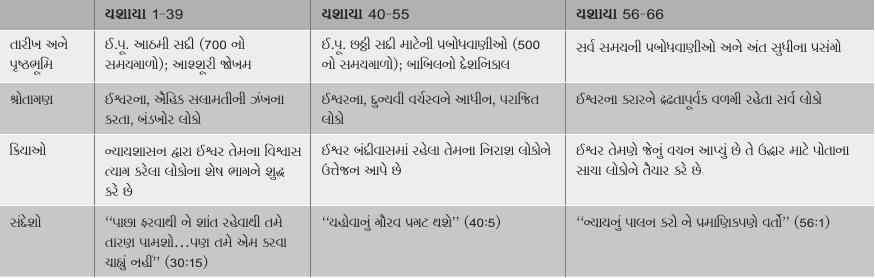 યશાયા 1-39 યશાયા 40-55 યશાયા 56-66
તારીખ અને
પૃષ્ઠભૂમિ
ઈ.પૂ. આઠમી સદી (700 નો
સમયગાળો); આશ્શૂરી જોખમ
ઈ.પૂ. છઠ્ઠી સદી માટેની પ્રબોધવાણીઓ (500
નો સમયગાળો); બાબિલનો દેશનિકાલ
સર્વ સમયની પ્રબોધવાણીઓ અને અંત સુધીના પ્રસંગો
શ્રોતાગણ
ઈશ્વરના, ઐહિક સલામતીની ઝંખના
કરતા, બંડખોર લોકો
ઈશ્વરના, દુન્યવી વર્ચસ્વને આધીન, પરાજિત
લોકો
ઈશ્વરના કરારને દ્રઢતાપૂર્વક વળગી રહેતા સર્વ લોકો
ક્રિયાઓ
ન્યાયશાસન દ્વારા ઈશ્વર તેમના વિશ્વાસ
ત્યાગ કરેલા લોકોના શેષ ભાગને શુદ્ધ
કરે છે
ઈશ્વર બંદીવાસમાં રહેલા તેમના નિરાશ લોકોને
ઉત્તેજન આપે છે
ઈશ્વર તેમણે જેનું વચન આપ્યું છે તે ઉદ્ધાર માટે પોતાના
સાચા લોકોને તૈયાર કરે છે
સંદેશો
‘‘પાછા ફરવાથી ને શાંત રહેવાથી તમે
તારણ પામશો...પણ તમે એમ કરવા
ચાહ્યું નહીં’’ (30:15)
‘‘યહોવાનું ગૌરવ પ્રગટ થશે’’ (40:5)
‘‘ન્યાયનું પાલન કરો ને પ્રમાણિકપણે વર્તો’’ (56:1)